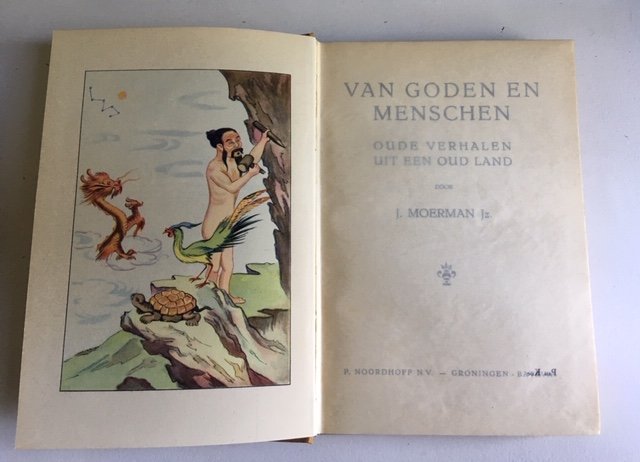 VAN GODEN EN
MENSCHEN
OUDE VERHALEN
UIT EEN OUD LAND
DOOR
J. MOERMAN Jz.
P. NOORDHOFF N.V. — GRONINGEN